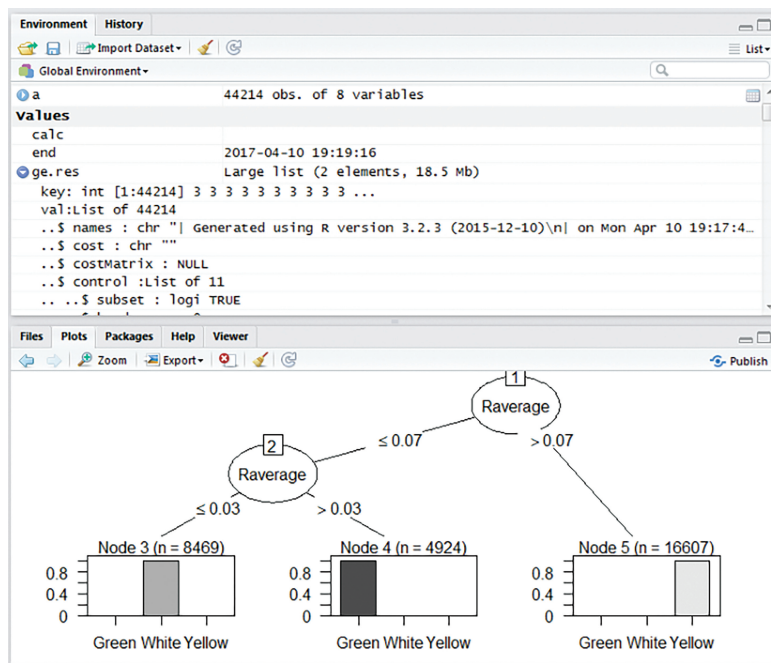 Environment History
Import Dataset
List
Global Environment
a 44214 obs. of 8 variables
Values
calc
end 2017-04-10 19:19:16
ge.res Large list (2 elements, 18.5 Mb)
key: int [1:44214] 3 3 3 3 3 3 3 3 3 3 ...
val:List of 44214
..$ names : chr "| Generated using R version 3.2.3 (2015-12-10)\n| on Mon Apr 10 19:17:4…
..$ cost : chr ""
..$ costMatrix : NULL
..$ control :List of 11
.. ..$ subset : logi TRUE
Files Plots Packages Help Viewer
Zoom Export Publish
1
Raverage
≤ 0.07 > 0.07
2
Raverage
≤ 0.03 > 0.03
Node 3 (n = 8469) Node 4 (n = 4924) Node 5 (n = 16607)
0.8 0.8 0.8
0.4 0.4 0.4
0 0 0
Green White Yellow Green White Yellow Green White Yellow